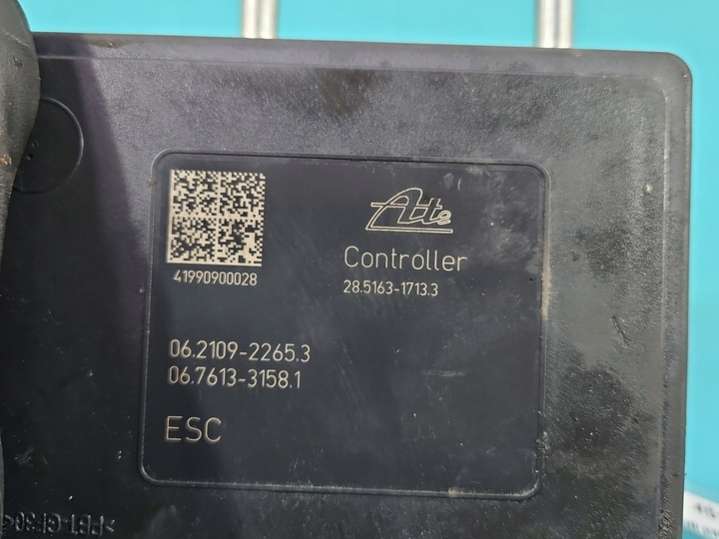 Ate
41990900028
Controller
28.5163-1713.3
06.2109-2265.3
06.7613-3158.1
ESC